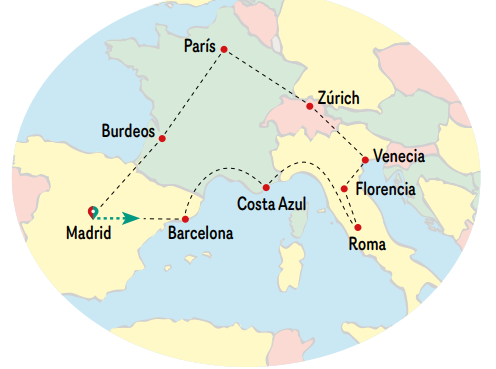 París
Zúrich
Burdeos
Venecia
Florencia
Costa Azul
Madrid
Barcelona
Roma